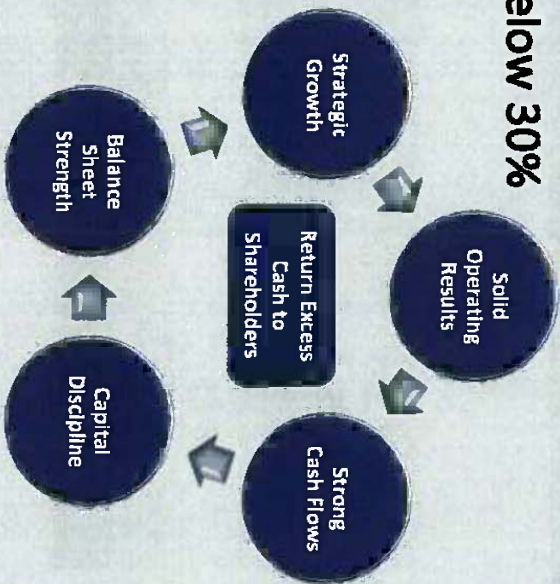 elow 30%
Solid
Operating
Results
Strategic
Growth
Return Excess
Cash to
Shareholders
Strong
Cash Flows
Balance
Sheet
Strength
Capital
Discipline